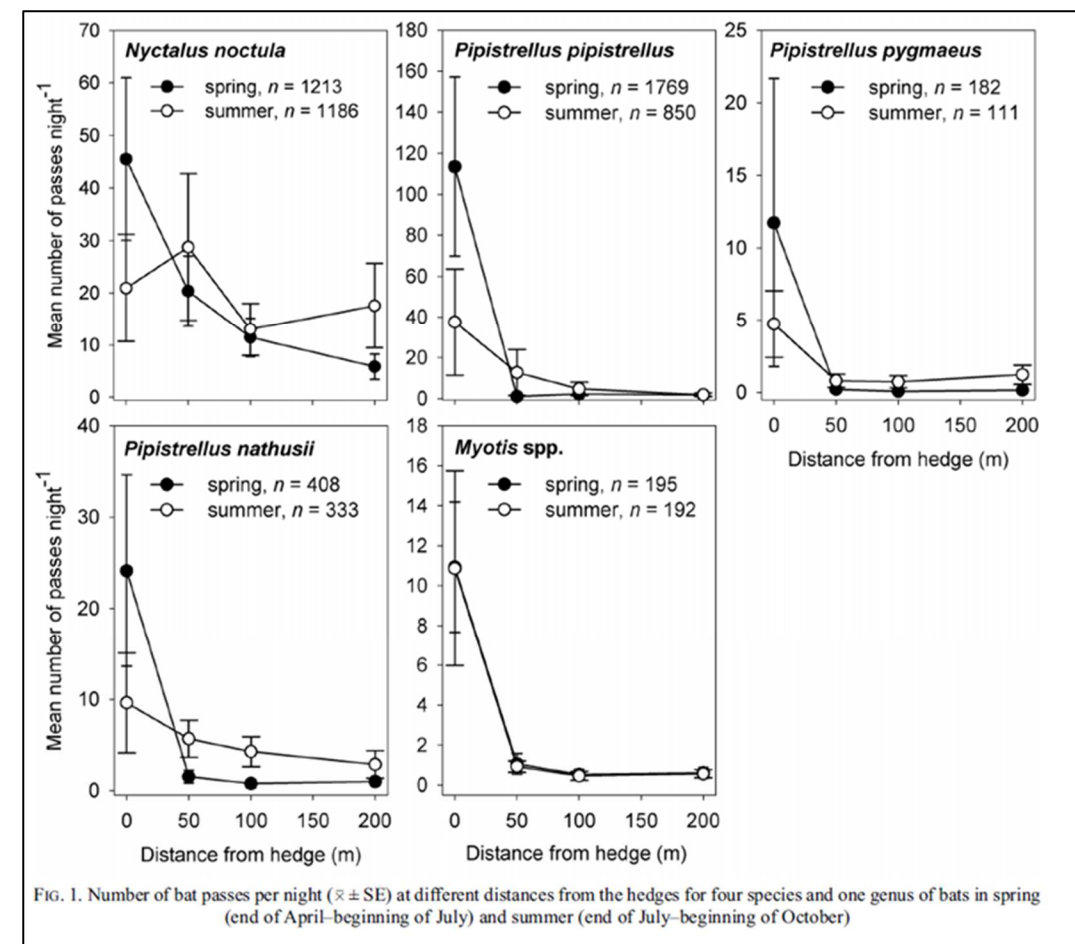 Nyctalus noctula
spring, n = 1213
summer, n = 1186
70
60
50
40
30
20
10
0
Mean number of passes night-1
Pipistrellus pipistrellus
spring, n = 1769
summer, n = 850
180
160
140
120
100
80
60
40
20
0
Pipistrellus pygmaeus
spring, n = 182
summer, n = 111
25
20
15
10
5
0
0 50 100 150 200
Distance from hedge (m)
Pipistrellus nathusii
spring, n = 408
summer, n = 333
40
30
20
10
0
Mean number of passes night-1
0 50 100 150 200
Distance from hedge (m)
Myotis spp.
spring, n = 195
summer, n = 192
18
16
14
12
10
8
6
4
2
0
0 50 100 150 200
Distance from hedge (m)
FIG. 1. Number of bat passes per night (x̄ ± SE) at different distances from the hedges for four species and one genus of bats in spring
(end of April–beginning of July) and summer (end of July–beginning of October)